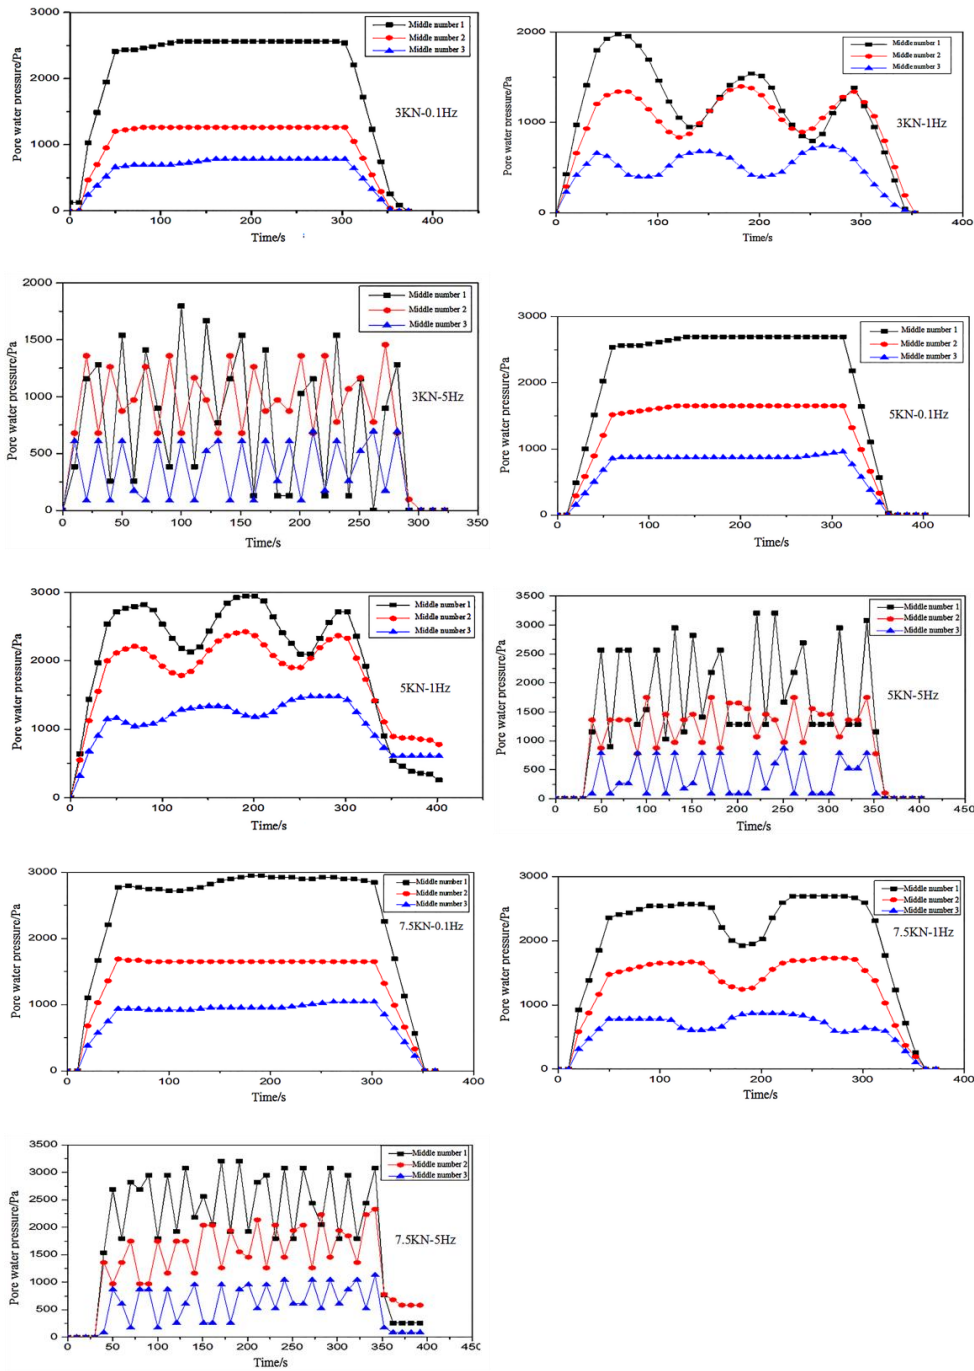 3000
2500
2000
1000
0
Pore water pressure/Pa
0
100
200
300
400
Time/s
Middle number 1
Middle number 2
Middle number 3
3KN-0.1Hz
2000
1500
1000
500
0
Pore water pressure/Pa
0
100
200
300
400
Time/s
Middle number 1
Middle number 2
Middle number 3
3KN-1Hz
2000
1500
1000
500
0
Pore water pressure/Pa
0
50
100
150
200
250
300
350
Time/s
Middle number 1
Middle number 2
Middle number 3
3KN-5Hz
3000
2000
1000
0
Pore water pressure/Pa
0
100
200
300
400
Time/s
Middle number 1
Middle number 2
Middle number 3
5KN-0.1Hz
3000
2000
1000
0
Pore water pressure/Pa
0
100
200
300
400
Time/s
Middle number 1
Middle number 2
Middle number 3
5KN-1Hz
3500
3000
2500
2000
1500
1000
500
0
Pore water pressure/Pa
0
50
100
150
200
250
300
350
400
450
Time/s
Middle number 1
Middle number 2
Middle number 3
5KN-5Hz
3000
2000
1000
0
Pore water pressure/Pa
0
100
200
300
400
Time/s
Middle number 1
Middle number 2
Middle number 3
7.5KN-0.1Hz
3000
2000
1000
0
Pore water pressure/Pa
0
100
200
300
400
Time/s
Middle number 1
Middle number 2
Middle number 3
7.5KN-1Hz
3500
3000
2500
2000
1500
1000
500
0
Pore water pressure/Pa
0
50
100
150
200
250
300
350
400
450
Time/s
Middle number 1
Middle number 2
Middle number 3
7.5KN-5Hz